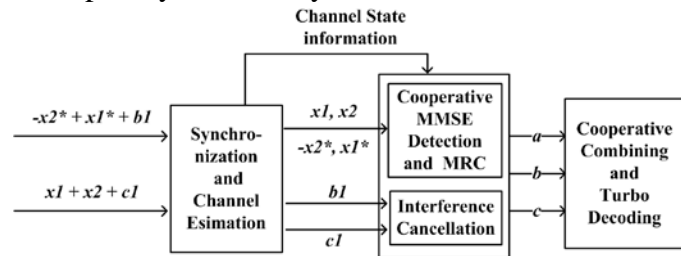 Channel State
information
-x2* + x1* + b1
x1 + x2 + c1
Synchro-
nization
and
Channel
Esimation
x1, x2
-x2*, x1*
b1
c1
Cooperative
MMSE
Detection
and MRC
Interference
Cancellation
a
b
c
Cooperative
Combining
and
Turbo
Decoding